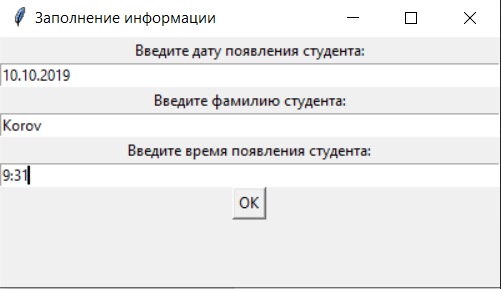 Заполнение информации
Введите дату появления студента:
10.10.2019
Введите фамилию студента:
Korov
Введите время появления студента:
9:31
OK